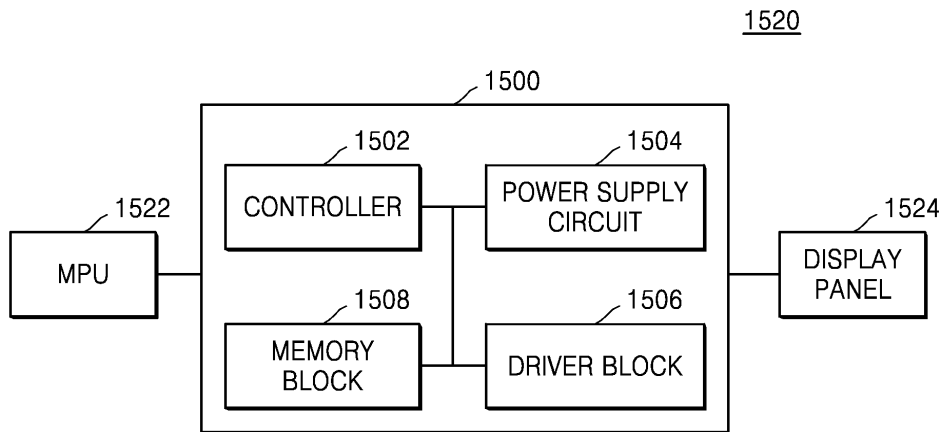 1520
1500
1502
1504
CONTROLLER
POWER SUPPLY
CIRCUIT
1522
MPU
1524
DISPLAY
PANEL
1508
1506
MEMORY
BLOCK
DRIVER BLOCK